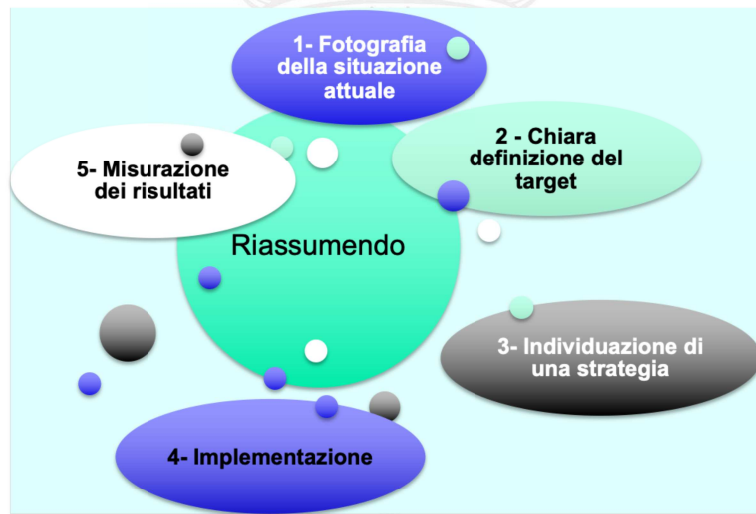 1- Fotografia
della situazione
attuale
2 - Chiara
definizione del
target
5- Misurazione
dei risultati
Riassumendo
3- Individuazione di
una strategia
4- Implementazione